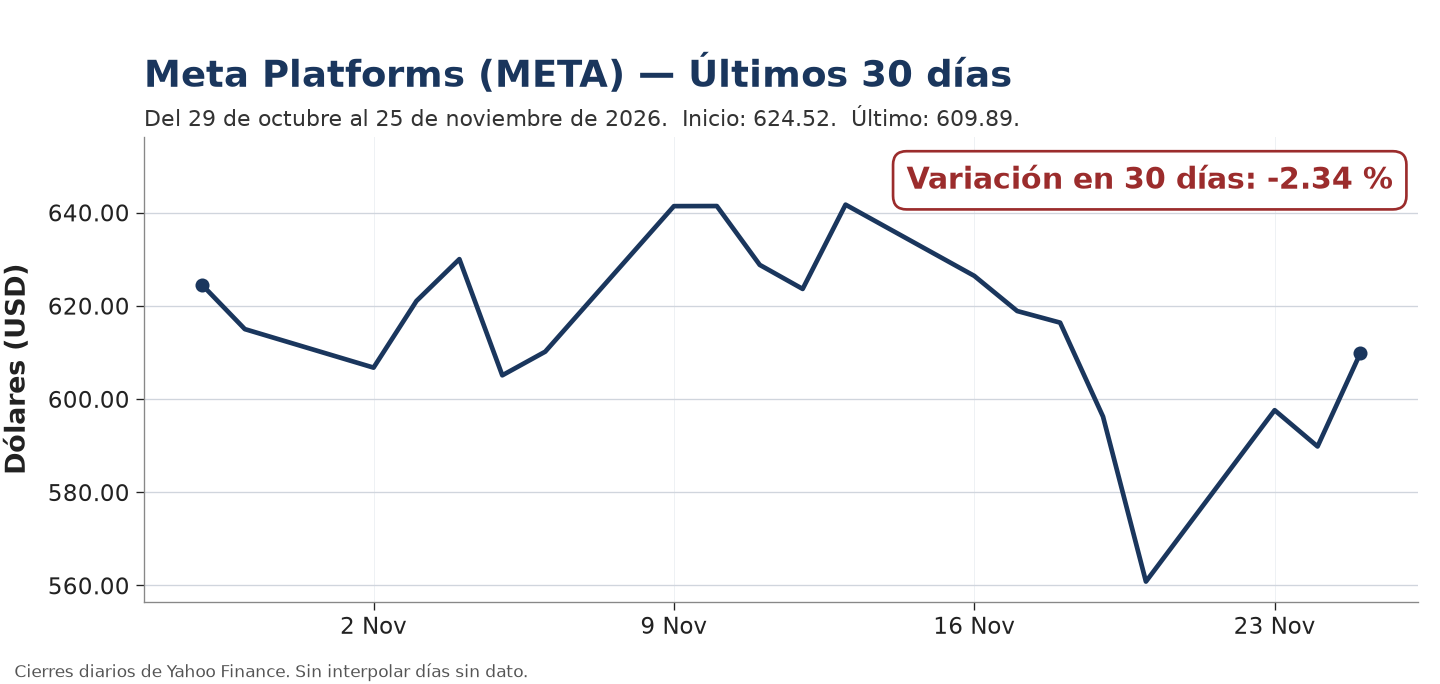 Meta Platforms (META) — Últimos 30 días
Del 29 de octubre al 25 de noviembre de 2026.  Inicio: 624.52.  Último: 609.89.
Variación en 30 días: -2.34 %
Dólares (USD)
640.00
620.00
600.00
580.00
560.00
2 Nov
9 Nov
16 Nov
23 Nov
Cierres diarios de Yahoo Finance. Sin interpolar días sin dato.